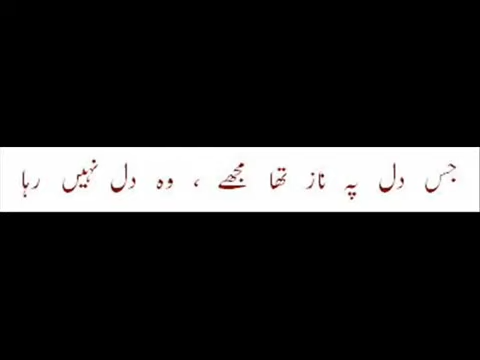 جس دل پہ ناز تھا مجھے ، وہ دل نہیں رہا